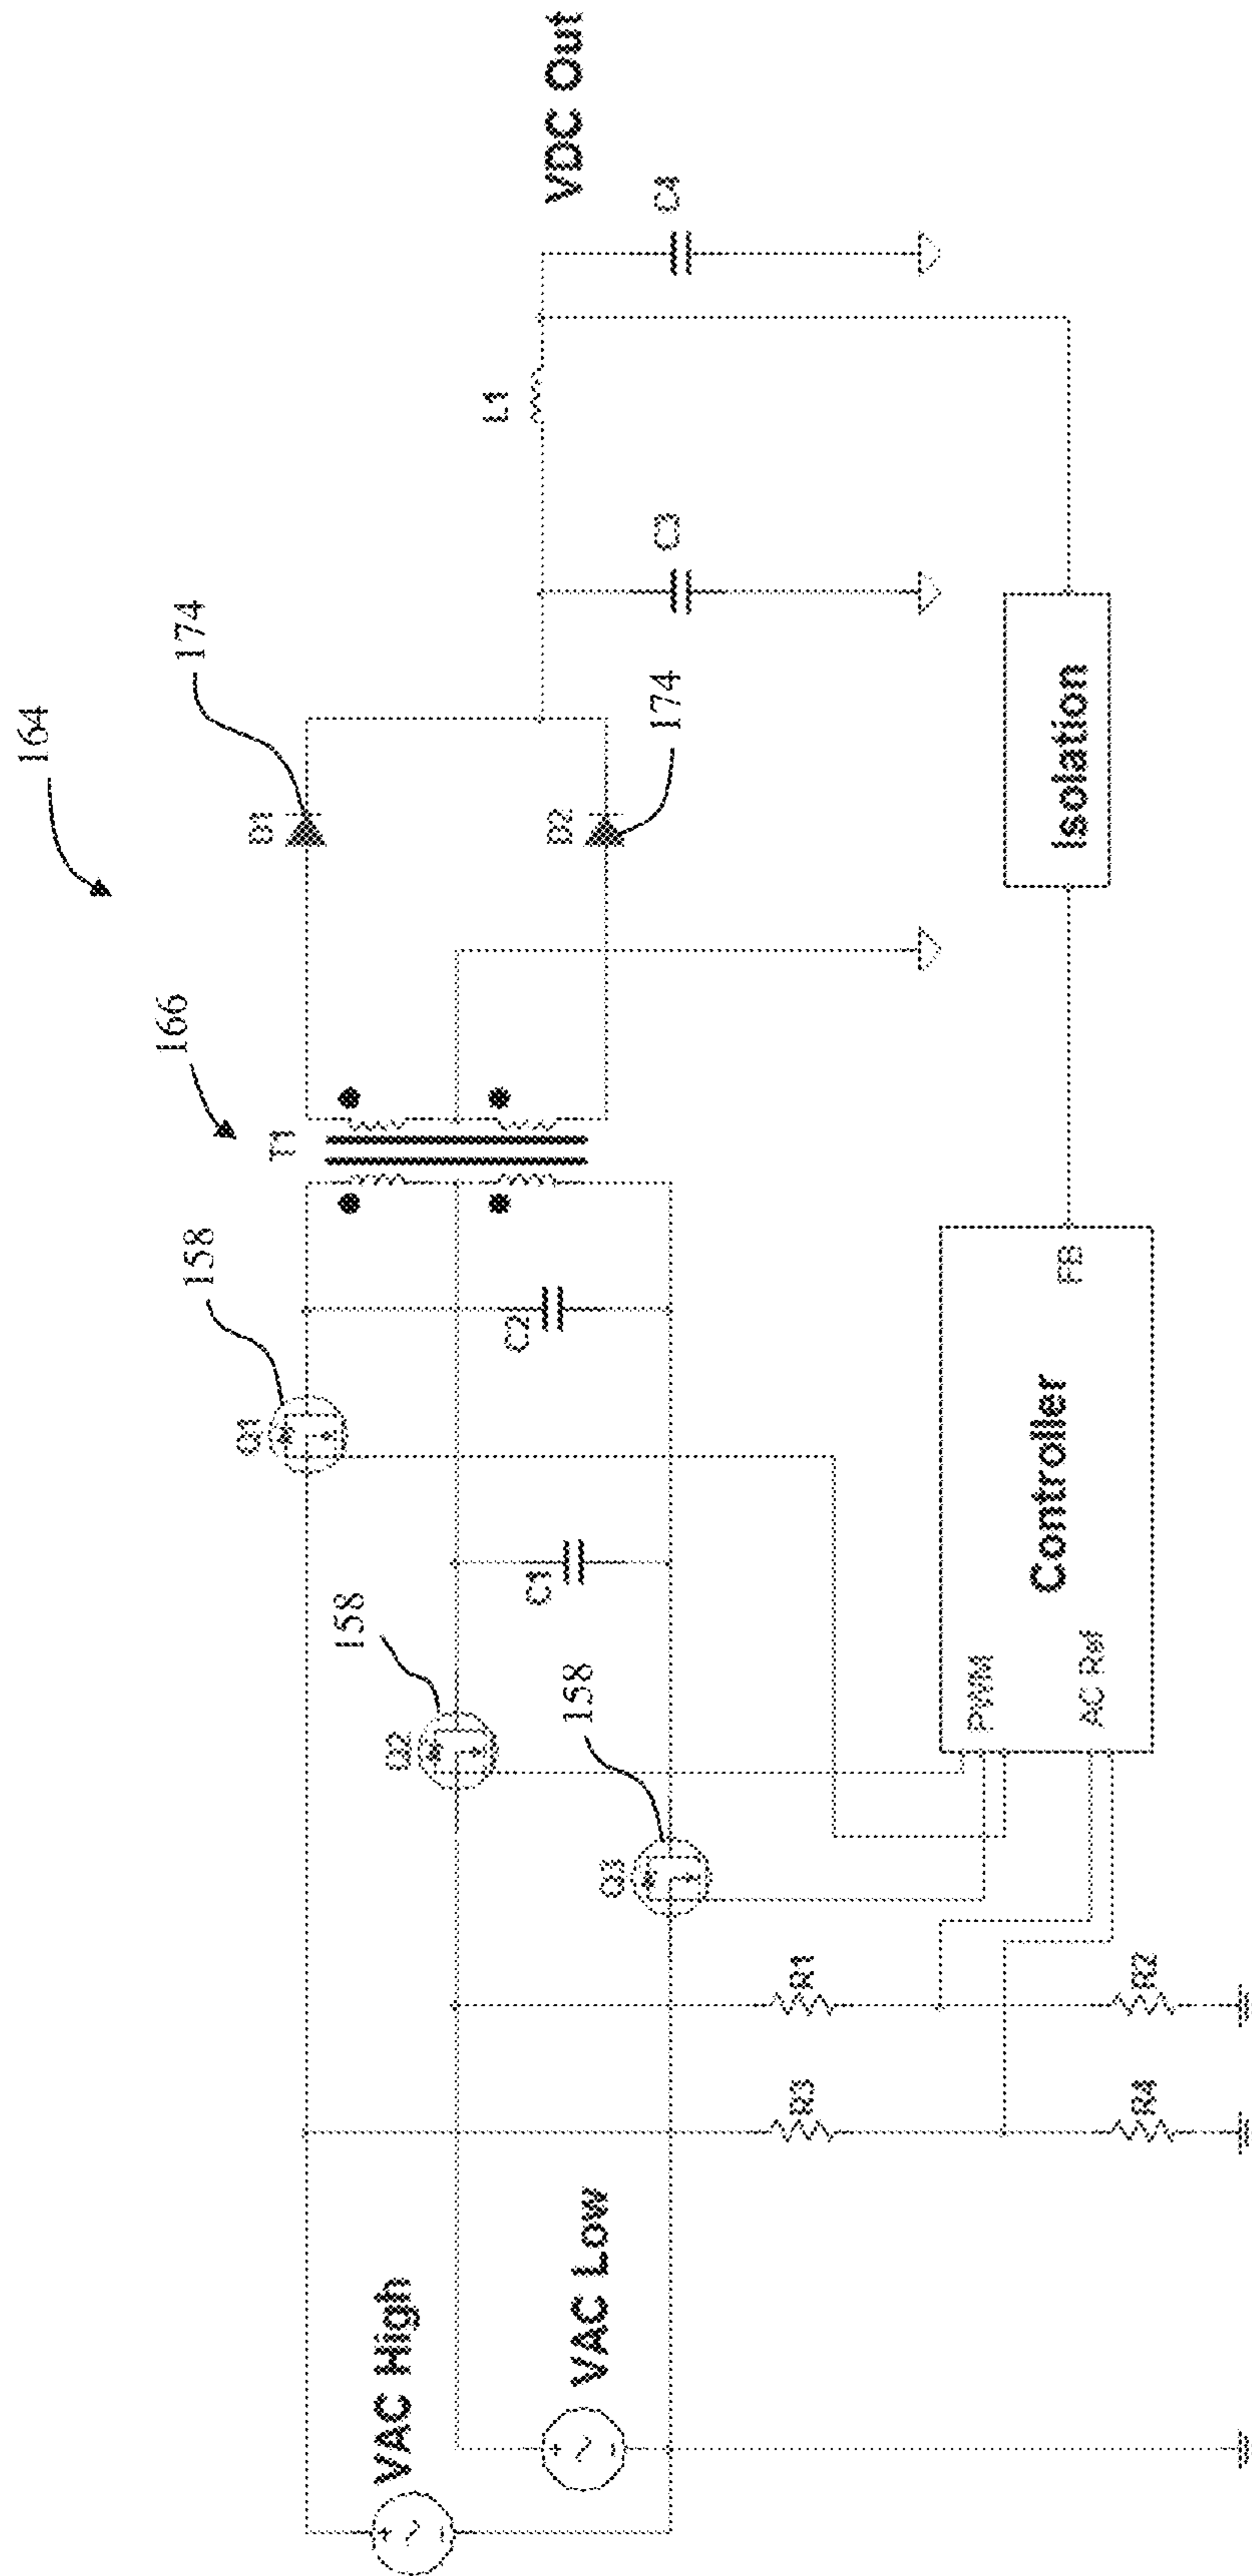 164
166
T1
158
Q1
158
Q2
158
Q3
174
D1
174
D2
VAC High
VAC Low
C1
C2
C3
L1
C4
VDC Out
R3
R1
R4
R2
PWM
AC Ref
Controller
FB
Isolation